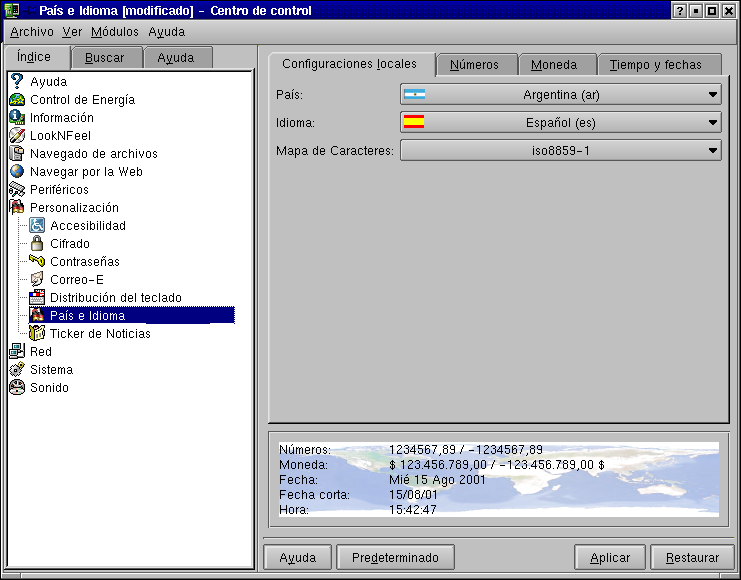 País e Idioma [modificado] - Centro de control
Archivo Ver Módulos Ayuda
Índice Buscar Ayuda
Ayuda
Control de Energía
Información
LookNFeel
Navegado de archivos
Navegar por la Web
Periféricos
Personalización
Accesibilidad
Cifrado
Contraseñas
Correo-E
Distribución del teclado
País e Idioma
Ticker de Noticias
Red
Sistema
Sonido
Configuraciones locales Números Moneda Tiempo y fechas
País: Argentina (ar)
Idioma: Español (es)
Mapa de Caracteres: iso8859-1
Números: 1234567,89 / -1234567,89
Moneda: $ 123.456.789,00 / -123.456.789,00 $
Fecha: Mié 15 Ago 2001
Fecha corta: 15/08/01
Hora: 15:42:47
Ayuda Predeterminado Aplicar Restaurar